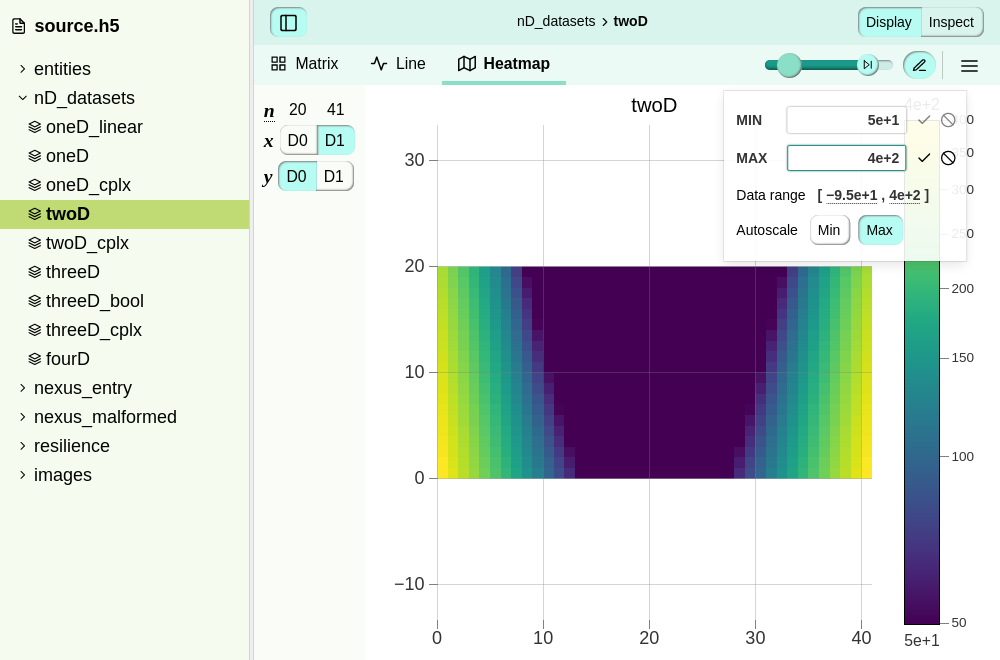 source.h5
entities
nD_datasets
oneD_linear
oneD
oneD_cplx
twoD
twoD_cplx
threeD
threeD_bool
threeD_cplx
fourD
nexus_entry
nexus_malformed
resilience
images
nD_datasets > twoD
Display Inspect
Matrix Line Heatmap
n 20 41
x D0 D1
y D0 D1
twoD
MIN 5e+1
MAX 4e+2
Data range [ −9.5e+1 , 4e+2 ]
Autoscale Min Max
4e+2
250
200
150
100
50
5e+1
30
20
10
0
−10
0 10 20 30 40